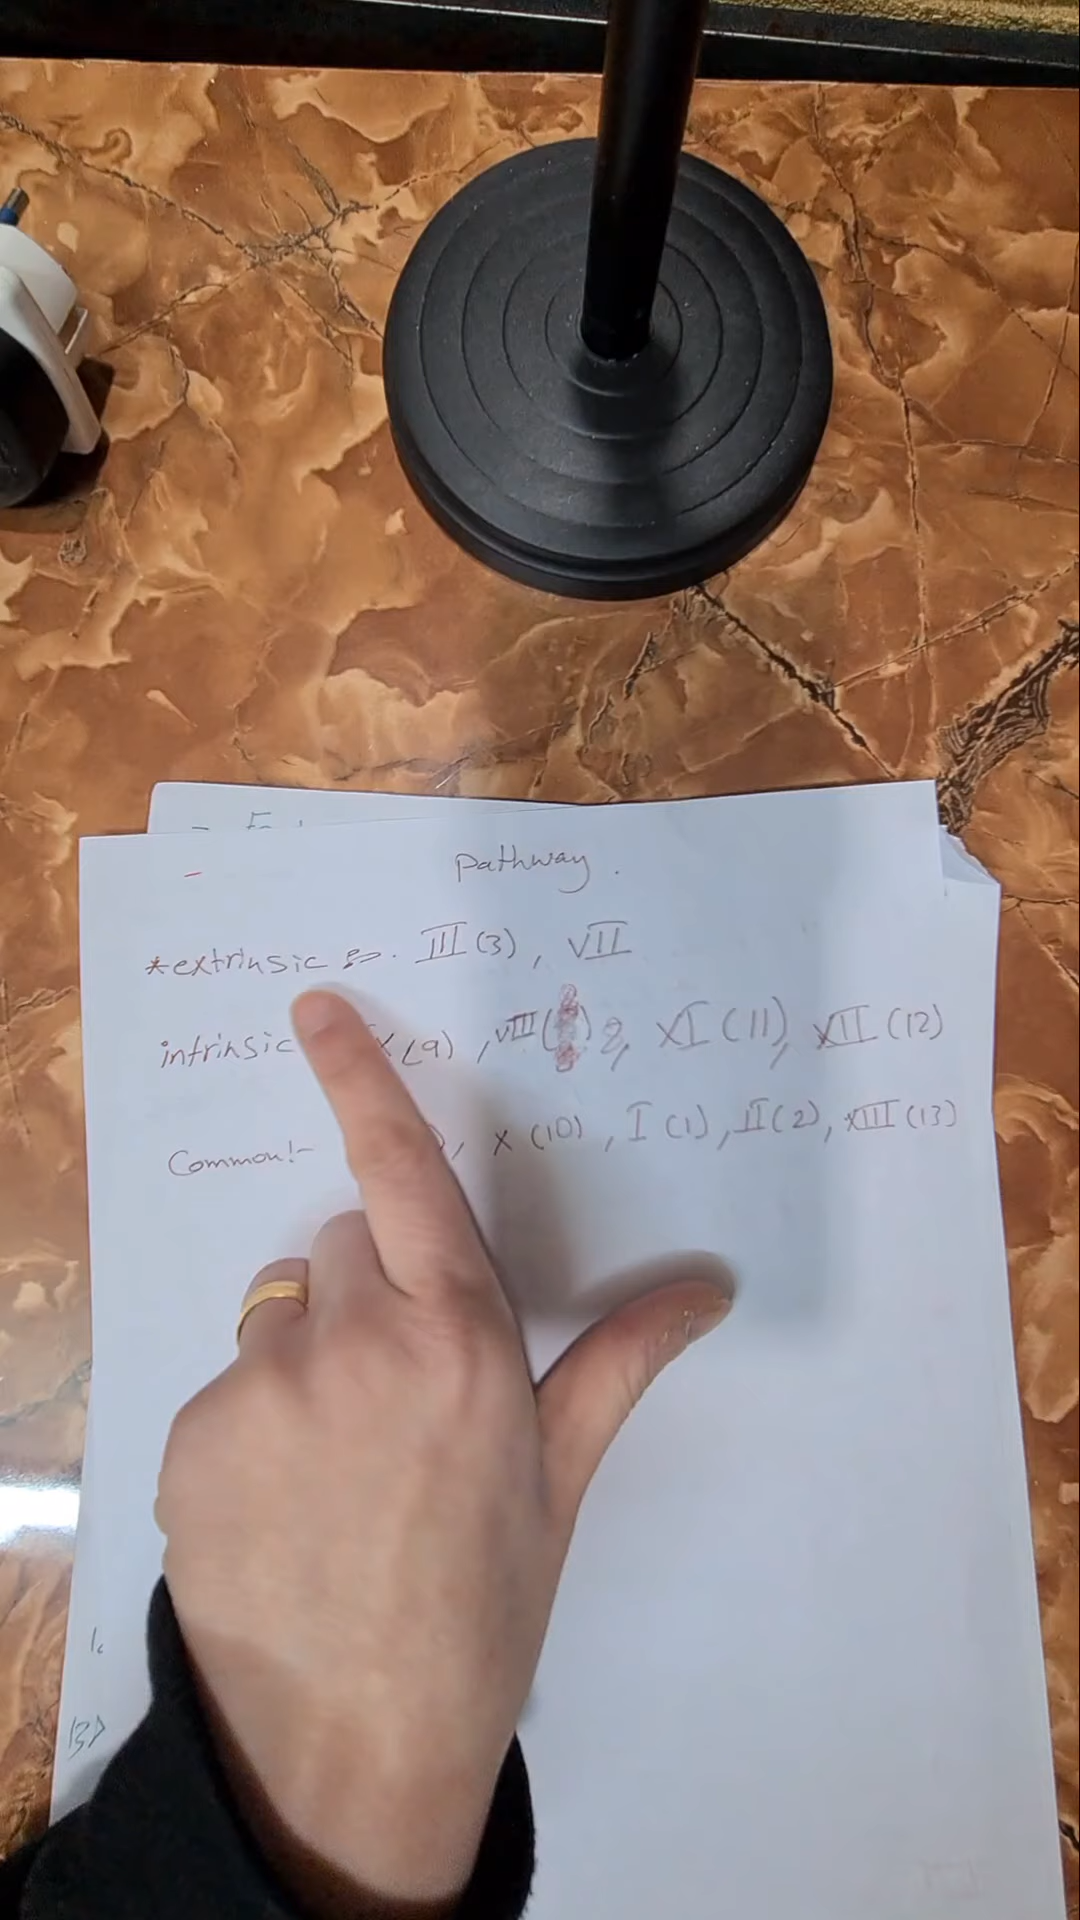 Pathway.
*extrinsic III (3), VII
intrinsic (9), VIII ( ) 8, XI (11), XII (12)
Common:- ), X (10), I (1), II (2), XIII (13)